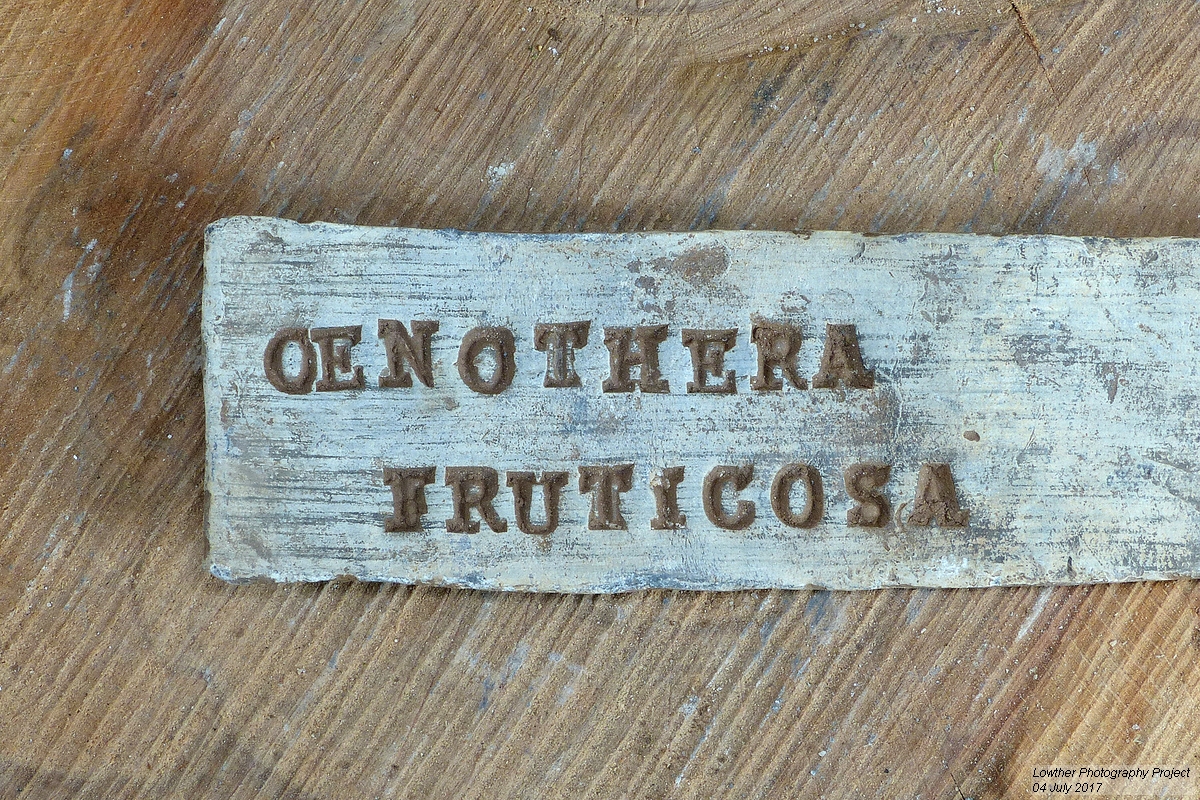 OENOTHERA
FRUTICOSA
Lowther Photography Project
04 July 2017